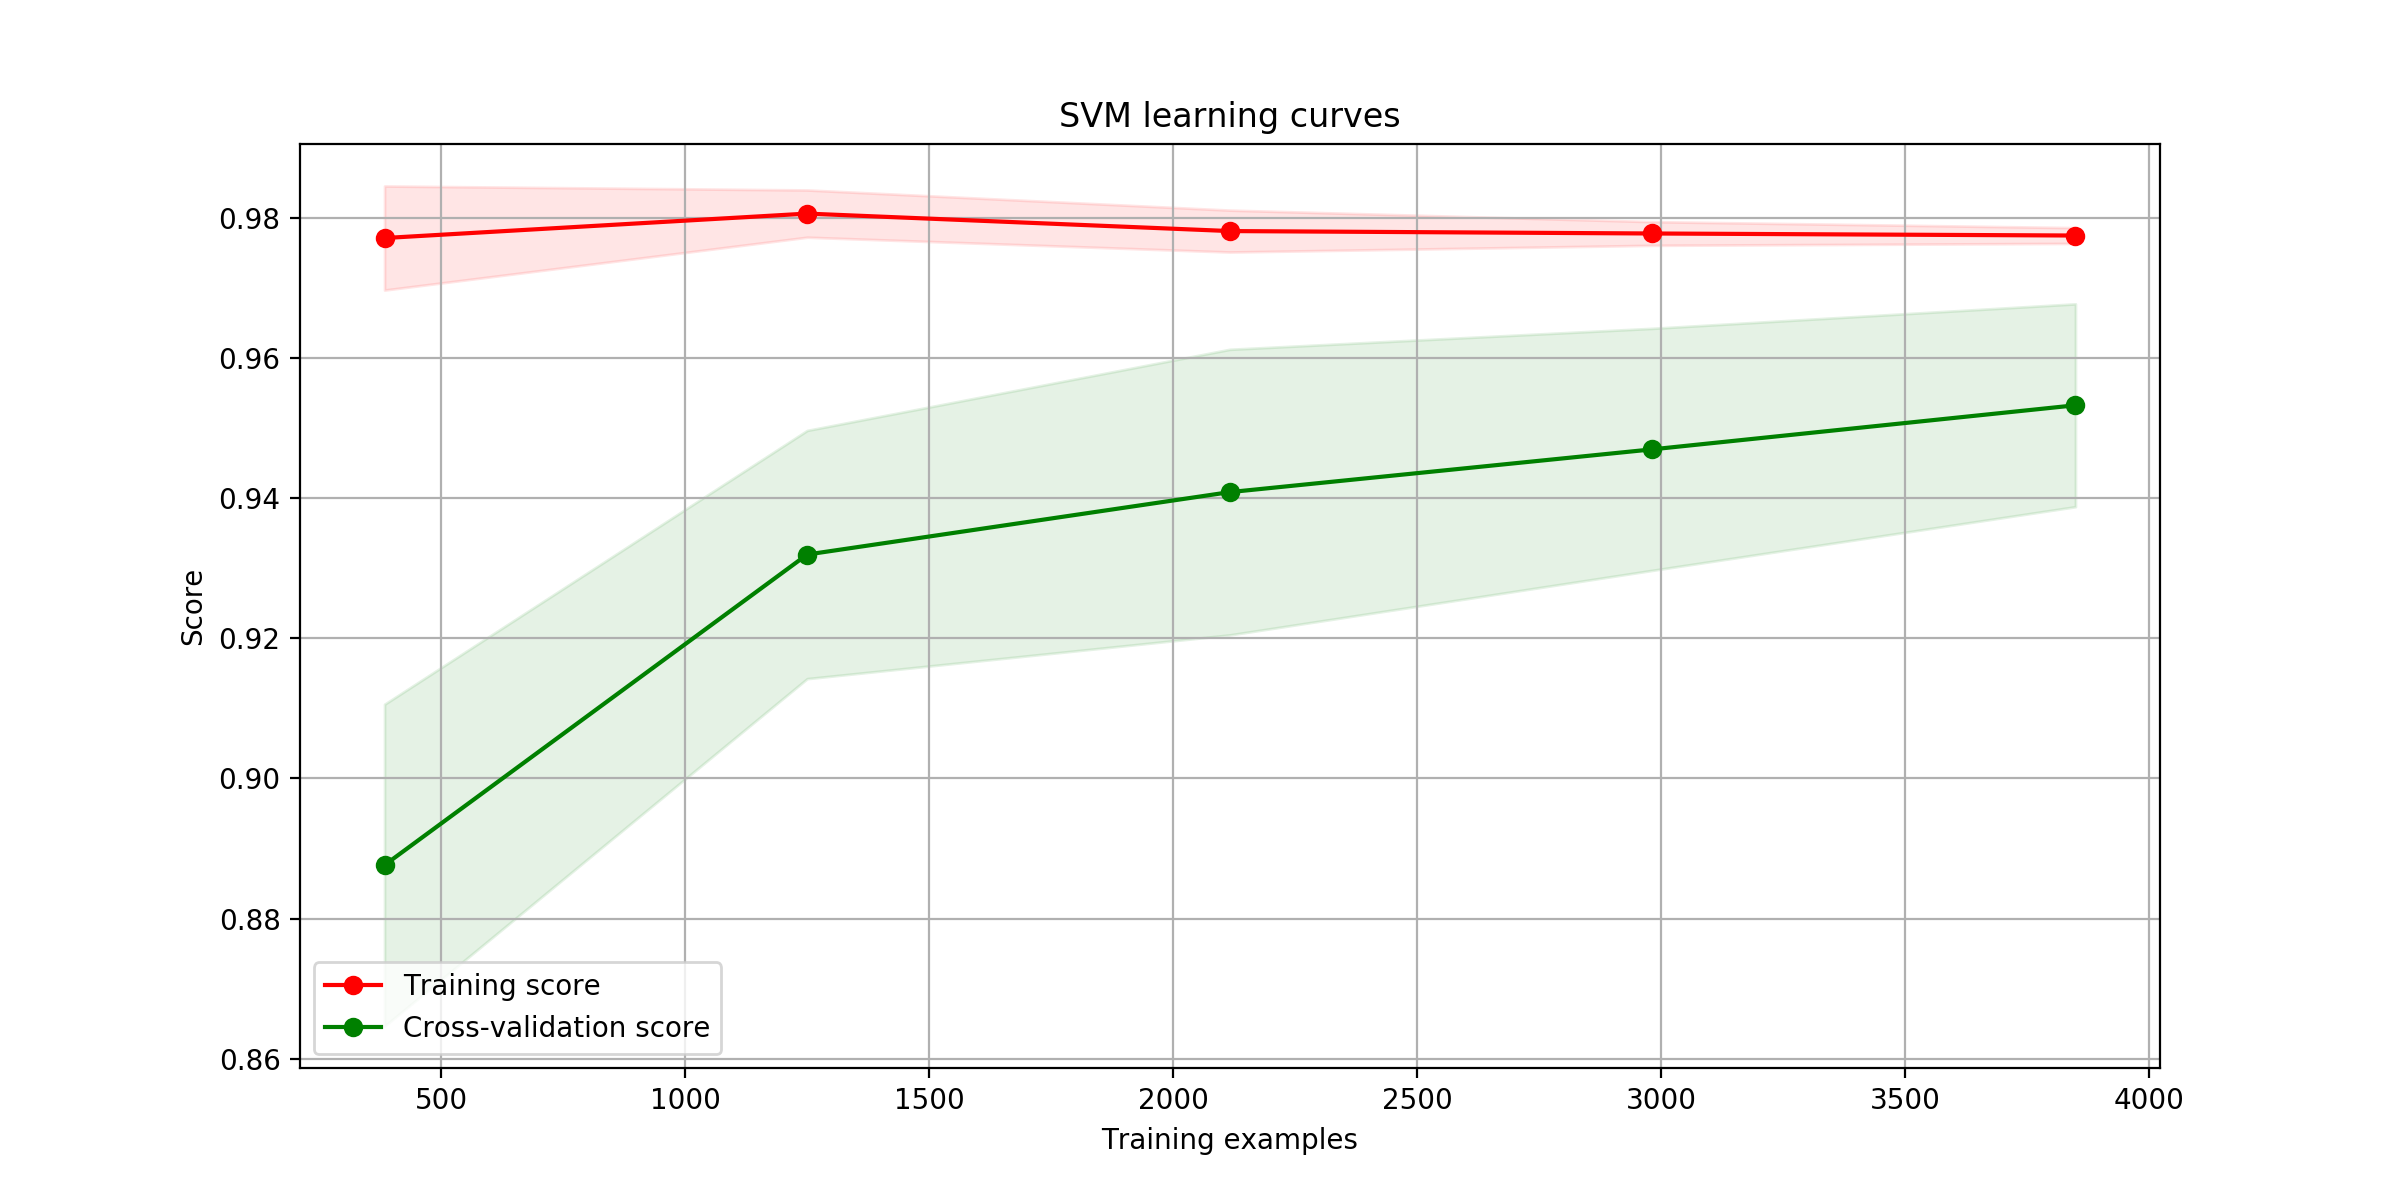 SVM learning curves
0.98
0.96
0.94
0.92
0.90
0.88
0.86
Score
Training score
Cross-validation score
500 1000 1500 2000 2500 3000 3500 4000
Training examples